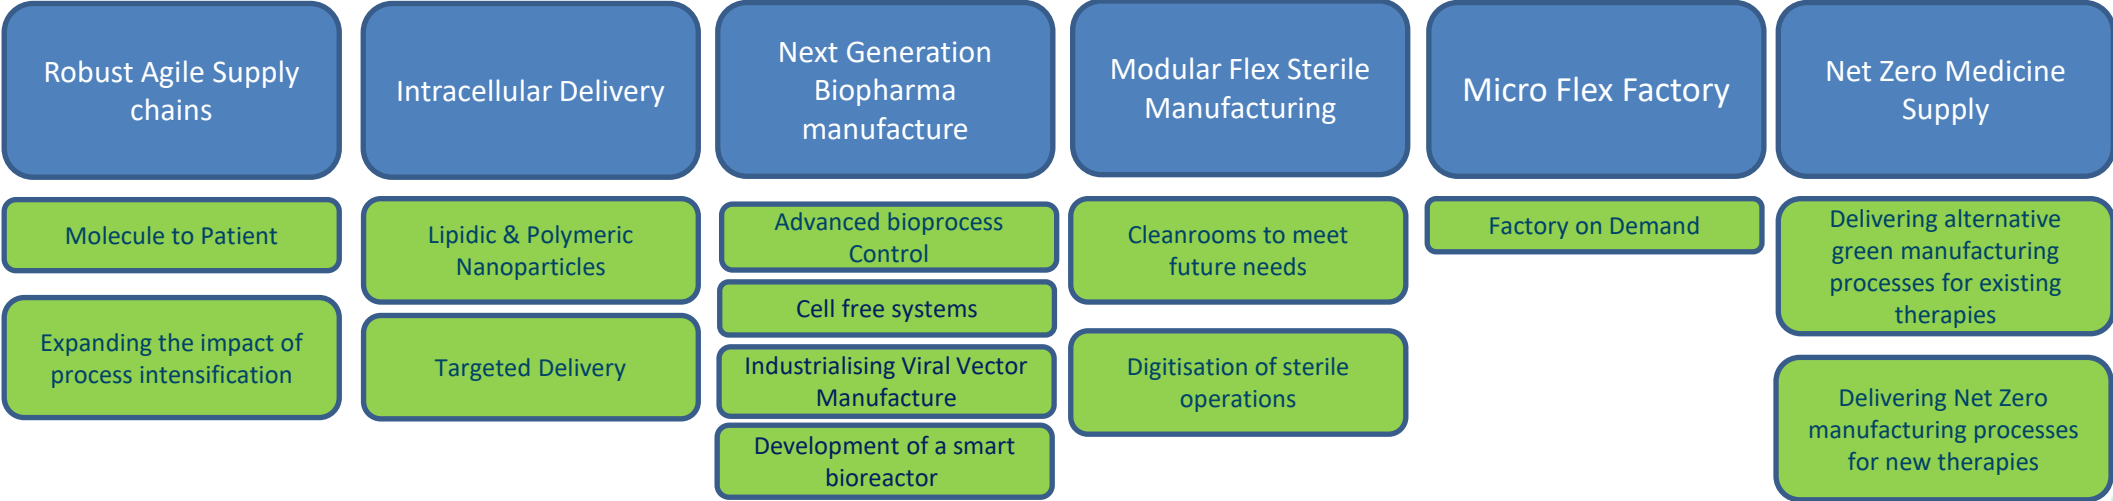 Robust Agile Supply
chains
Intracellular Delivery
Next Generation
Biopharma
manufacture
Modular Flex Sterile
Manufacturing
Micro Flex Factory
Net Zero Medicine
Supply
Molecule to Patient
Expanding the impact of
process intensification
Lipidic & Polymeric
Nanoparticles
Targeted Delivery
Advanced bioprocess
Control
Cell free systems
Industrialising Viral Vector
Manufacture
Development of a smart
bioreactor
Cleanrooms to meet
future needs
Digitisation of sterile
operations
Factory on Demand
Delivering alternative
green manufacturing
processes for existing
therapies
Delivering Net Zero
manufacturing processes
for new therapies